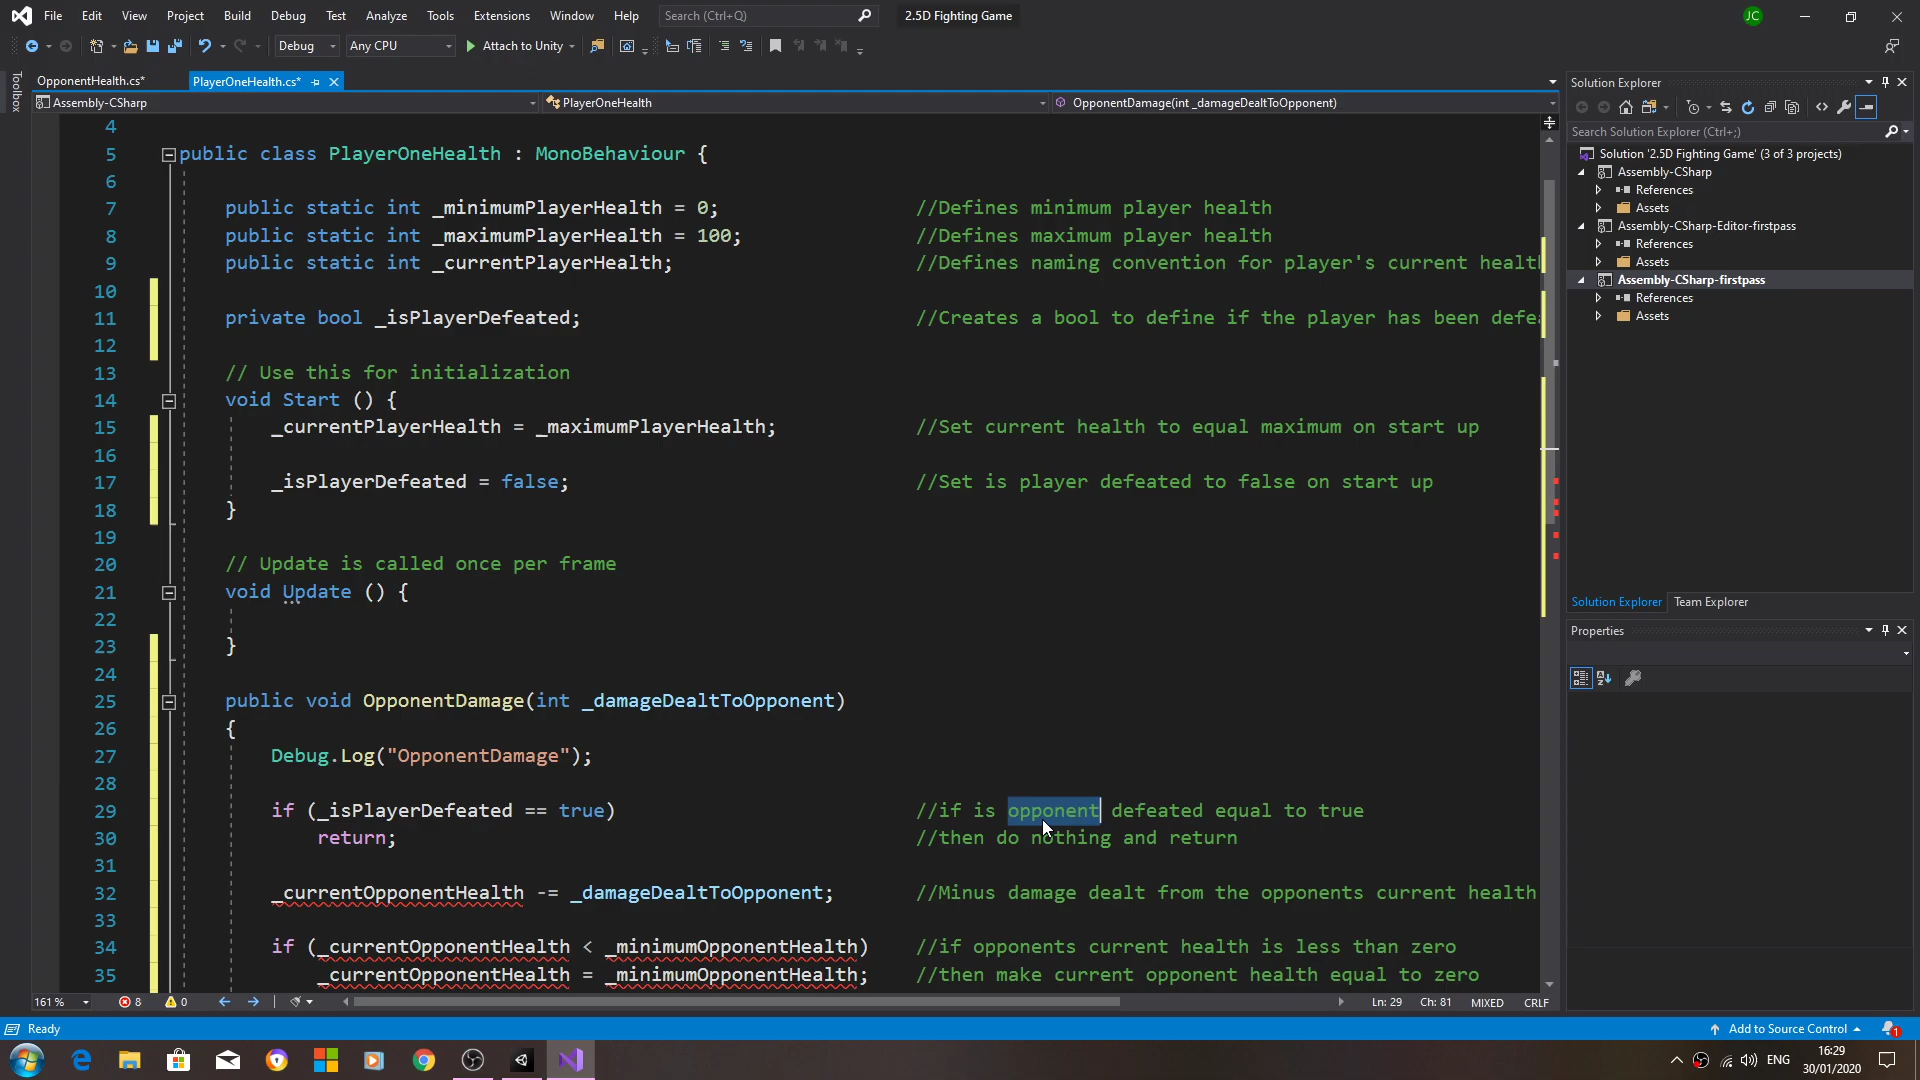 File Edit View Project Build Debug Test Analyze Tools Extensions Window Help Search (Ctrl+Q) 2.5D Fighting Game JC
Debug Any CPU Attach to Unity
Toolbox
OpponentHealth.cs* PlayerOneHealth.cs*
Assembly-CSharp PlayerOneHealth OpponentDamage(int _damageDealtToOpponent)
4
5 public class PlayerOneHealth : MonoBehaviour {
6
7 public static int _minimumPlayerHealth = 0; //Defines minimum player health
8 public static int _maximumPlayerHealth = 100; //Defines maximum player health
9 public static int _currentPlayerHealth; //Defines naming convention for player's current healt
10
11 private bool _isPlayerDefeated; //Creates a bool to define if the player has been defe
12
13 // Use this for initialization
14 void Start () {
15 _currentPlayerHealth = _maximumPlayerHealth; //Set current health to equal maximum on start up
16
17 _isPlayerDefeated = false; //Set is player defeated to false on start up
18 }
19
20 // Update is called once per frame
21 void Update () {
22
23 }
24
25 public void OpponentDamage(int _damageDealtToOpponent)
26 {
27 Debug.Log("OpponentDamage");
28
29 if (_isPlayerDefeated == true) //if is opponent defeated equal to true
30 return; //then do nothing and return
31
32 _currentOpponentHealth -= _damageDealtToOpponent; //Minus damage dealt from the opponents current health
33
34 if (_currentOpponentHealth < _minimumOpponentHealth) //if opponents current health is less than zero
35 _currentOpponentHealth = _minimumOpponentHealth; //then make current opponent health equal to zero
161 % 8 0 Ln: 29 Ch: 81 MIXED CRLF
Solution Explorer
Search Solution Explorer (Ctrl+;)
Solution '2.5D Fighting Game' (3 of 3 projects)
Assembly-CSharp
References
Assets
Assembly-CSharp-Editor-firstpass
References
Assets
Assembly-CSharp-firstpass
References
Assets
Solution Explorer Team Explorer
Properties
Ready Add to Source Control 1
ENG 16:29
30/01/2020